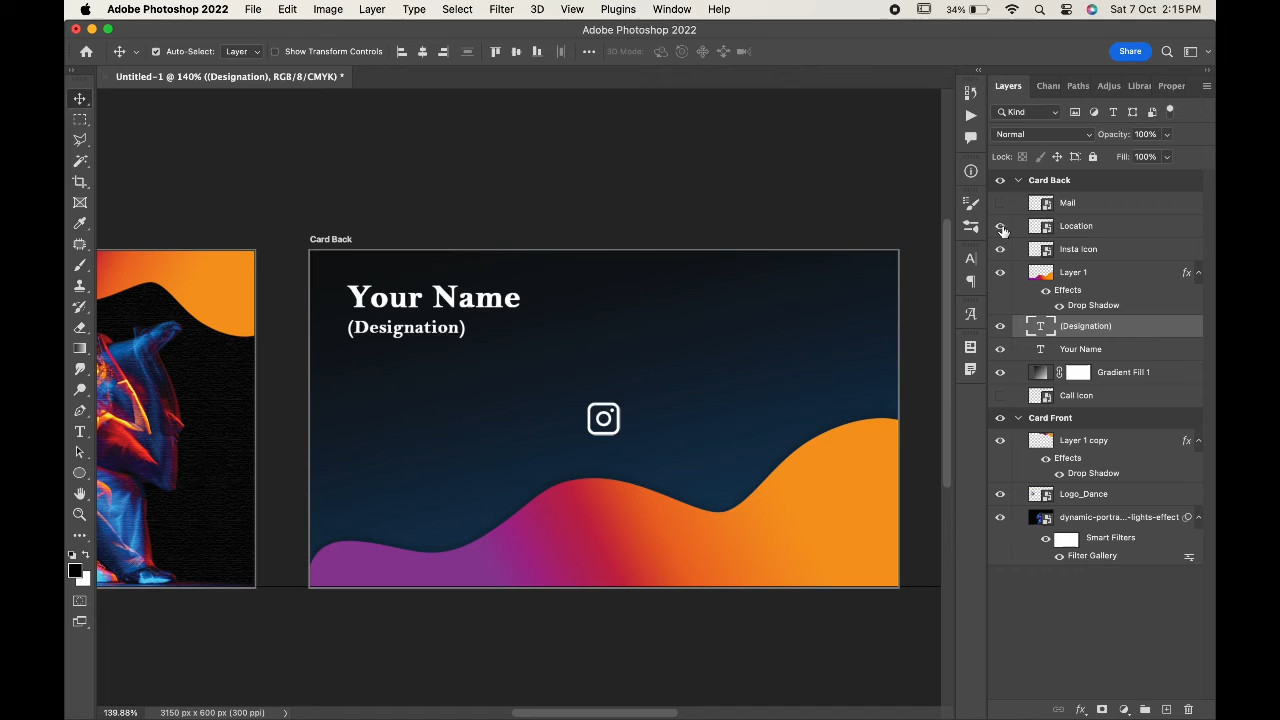 Adobe Photoshop 2022 File Edit Image Layer Type Select Filter 3D View Plugins Window Help 34% Sat 7 Oct 2:15 PM
Adobe Photoshop 2022
Auto-Select: Layer Show Transform Controls 3D Mode: Share
Untitled-1 @ 140% ((Designation), RGB/8/CMYK) *
Layers Chann Paths Adjus Librar Proper
Kind
Normal Opacity: 100%
Lock: Fill: 100%
Card Back
Mail
Location
Insta Icon
Layer 1 fx
Effects
Drop Shadow
(Designation)
Your Name
Gradient Fill 1
Call Icon
Card Front
Layer 1 copy fx
Effects
Drop Shadow
Logo_Dance
dynamic-portra...-lights-effect
Smart Filters
Filter Gallery
Card Back
Your Name
(Designation)
139.88% 3150 px x 600 px (300 ppi)